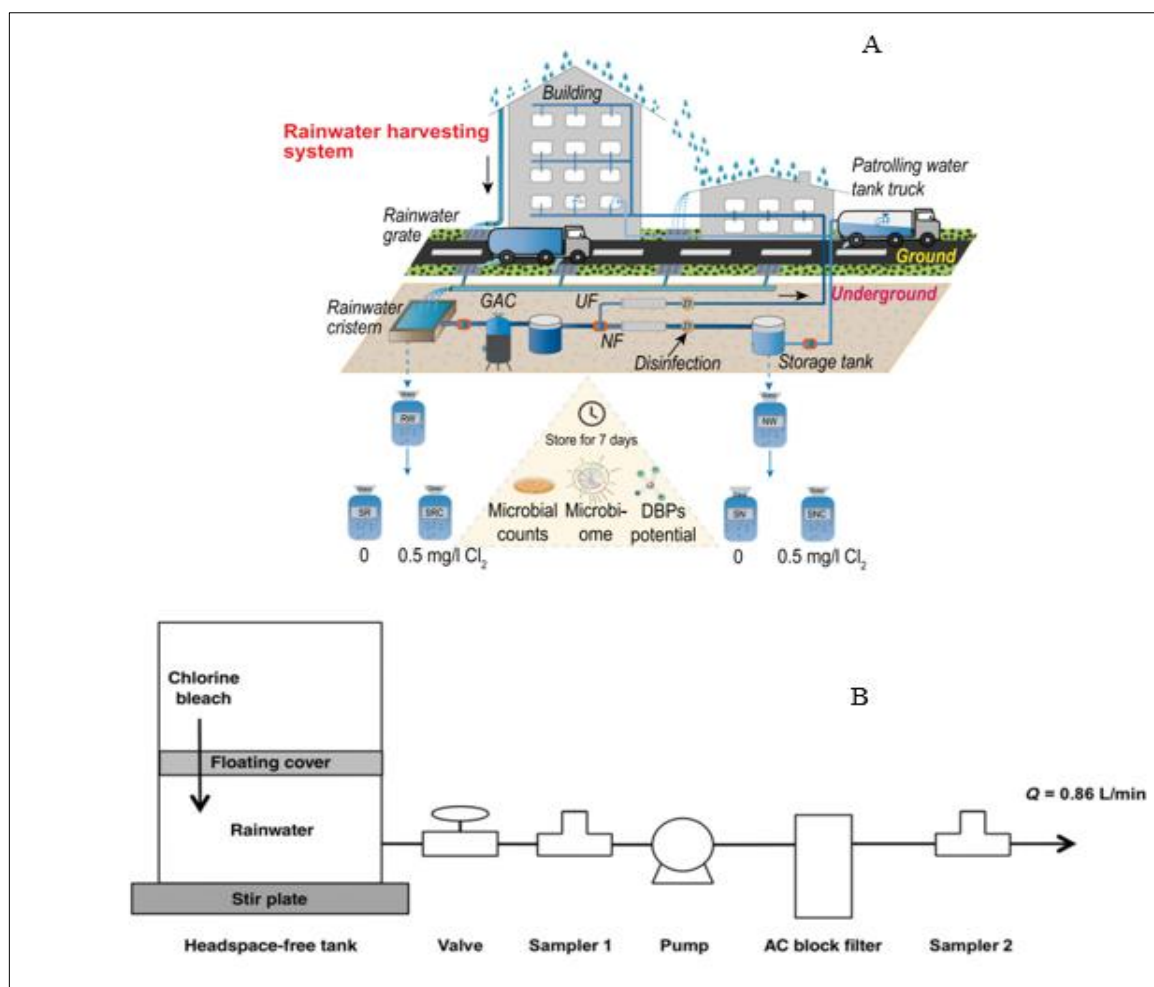 A
Building
Rainwater harvesting
system
Patrolling water
tank truck
Rainwater
grate
Ground
Underground
Rainwater
cristem
GAC
UF
NF
Disinfection
Storage tank
RW
NW
Store for 7 days
SR
SRC
SN
SNC
Microbial
counts
Microbi-
ome
DBPs
potential
0
0.5 mg/l Cl₂
0
0.5 mg/l Cl₂
B
Chlorine
bleach
Floating cover
Rainwater
Stir plate
Q = 0.86 L/min
Headspace-free tank
Valve
Sampler 1
Pump
AC block filter
Sampler 2